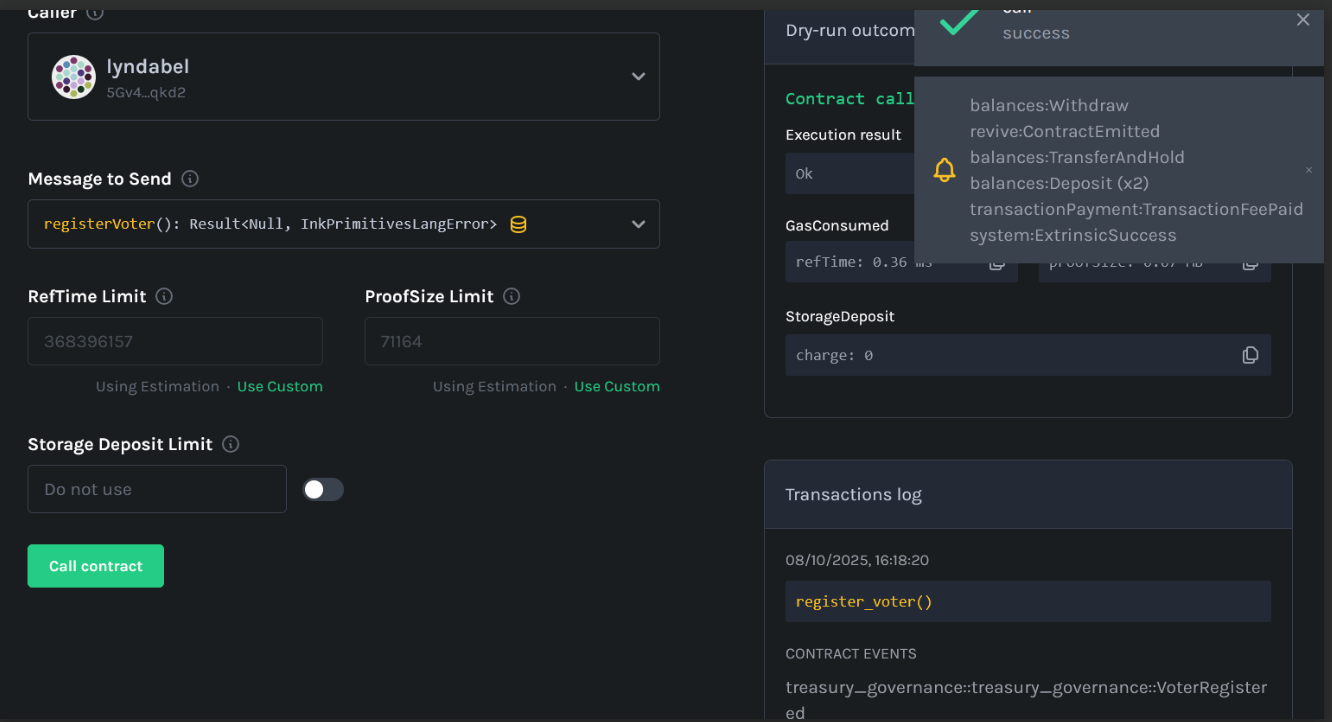 Caller
lyndabel
5Gv4...qkd2
Message to Send
registerVoter(): Result<Null, InkPrimitivesLangError>
RefTime Limit
ProofSize Limit
368396157
71164
Using Estimation · Use Custom
Using Estimation · Use Custom
Storage Deposit Limit
Do not use
Call contract
Dry-run outcom
Contract call
Execution result
Ok
GasConsumed
refTime: 0.36 ms
proofSize: 0.07 MB
StorageDeposit
charge: 0
Transactions log
08/10/2025, 16:18:20
register_voter()
CONTRACT EVENTS
treasury_governance::treasury_governance::VoterRegister
ed
call
success
balances:Withdraw
revive:ContractEmitted
balances:TransferAndHold
balances:Deposit (x2)
transactionPayment:TransactionFeePaid
system:ExtrinsicSuccess